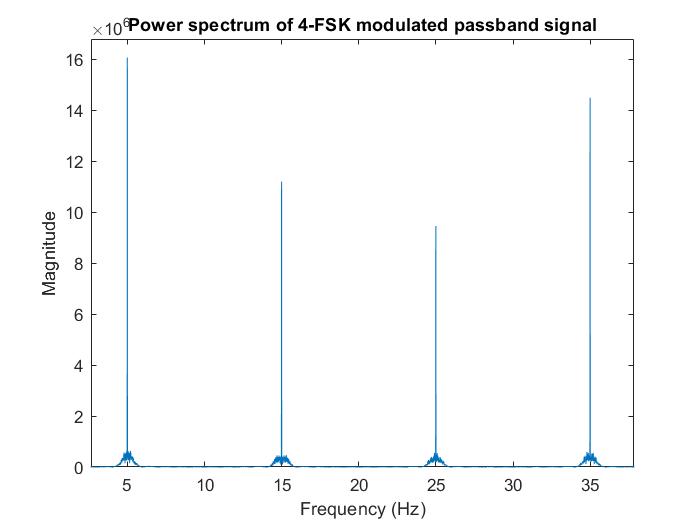 ×10⁶
Power spectrum of 4-FSK modulated passband signal
16
14
12
10
8
6
4
2
0
Magnitude
5 10 15 20 25 30 35
Frequency (Hz)